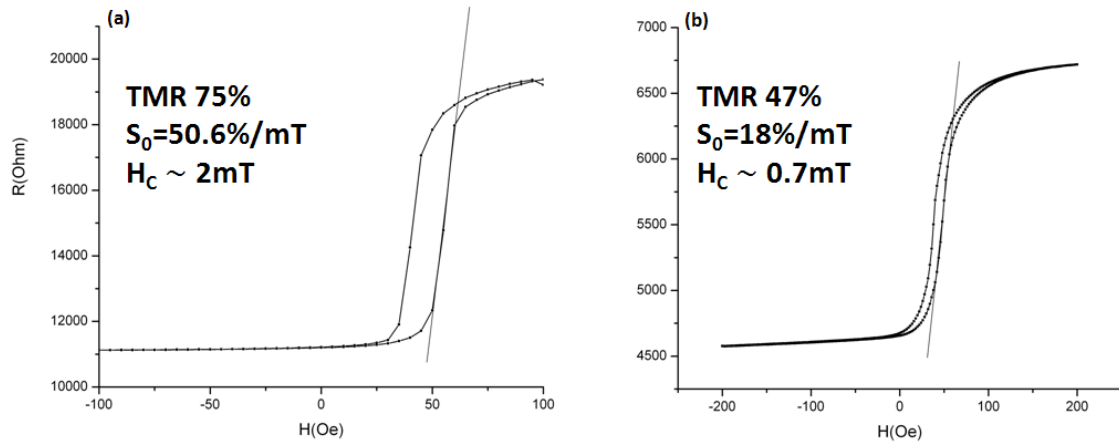 (a)
TMR 75%
S₀=50.6%/mT
H_C ~ 2mT
R(Ohm)
20000
18000
16000
14000
12000
10000
-100
-50
0
50
100
H(Oe)
(b)
TMR 47%
S₀=18%/mT
H_C ~ 0.7mT
7000
6500
6000
5500
5000
4500
-200
-100
0
100
200
H(Oe)